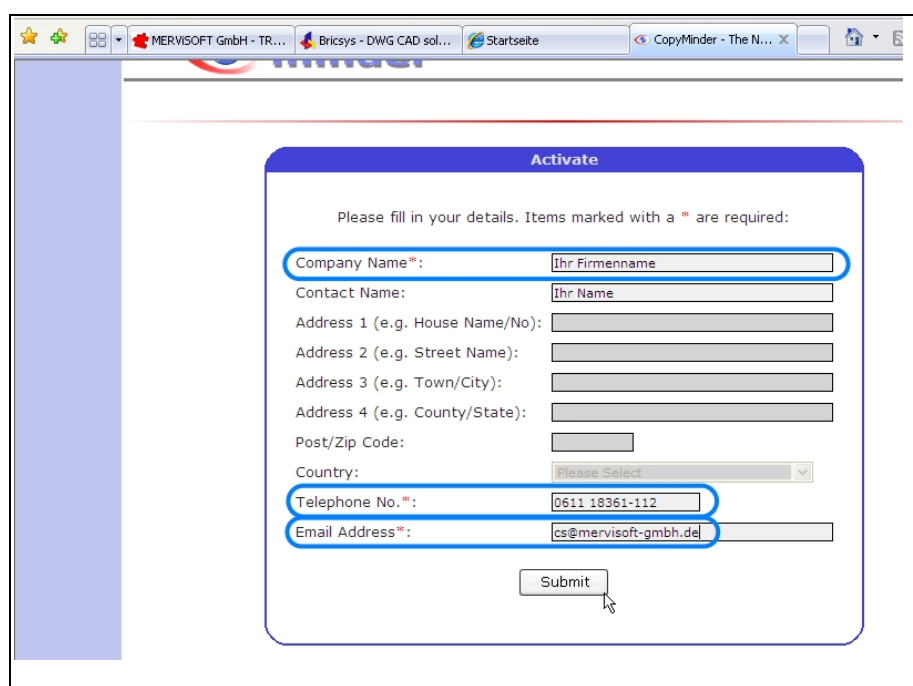 MERViSOFT GmbH - TR...
Bricsys - DWG CAD sol...
Startseite
CopyMinder - The N...
minder
Activate
Please fill in your details. Items marked with a * are required:
Company Name*: Ihr Firmenname
Contact Name: Ihr Name
Address 1 (e.g. House Name/No):
Address 2 (e.g. Street Name):
Address 3 (e.g. Town/City):
Address 4 (e.g. County/State):
Post/Zip Code:
Country: Please Select
Telephone No.*: 0611 18361-112
Email Address*: cs@mervisoft-gmbh.de
Submit